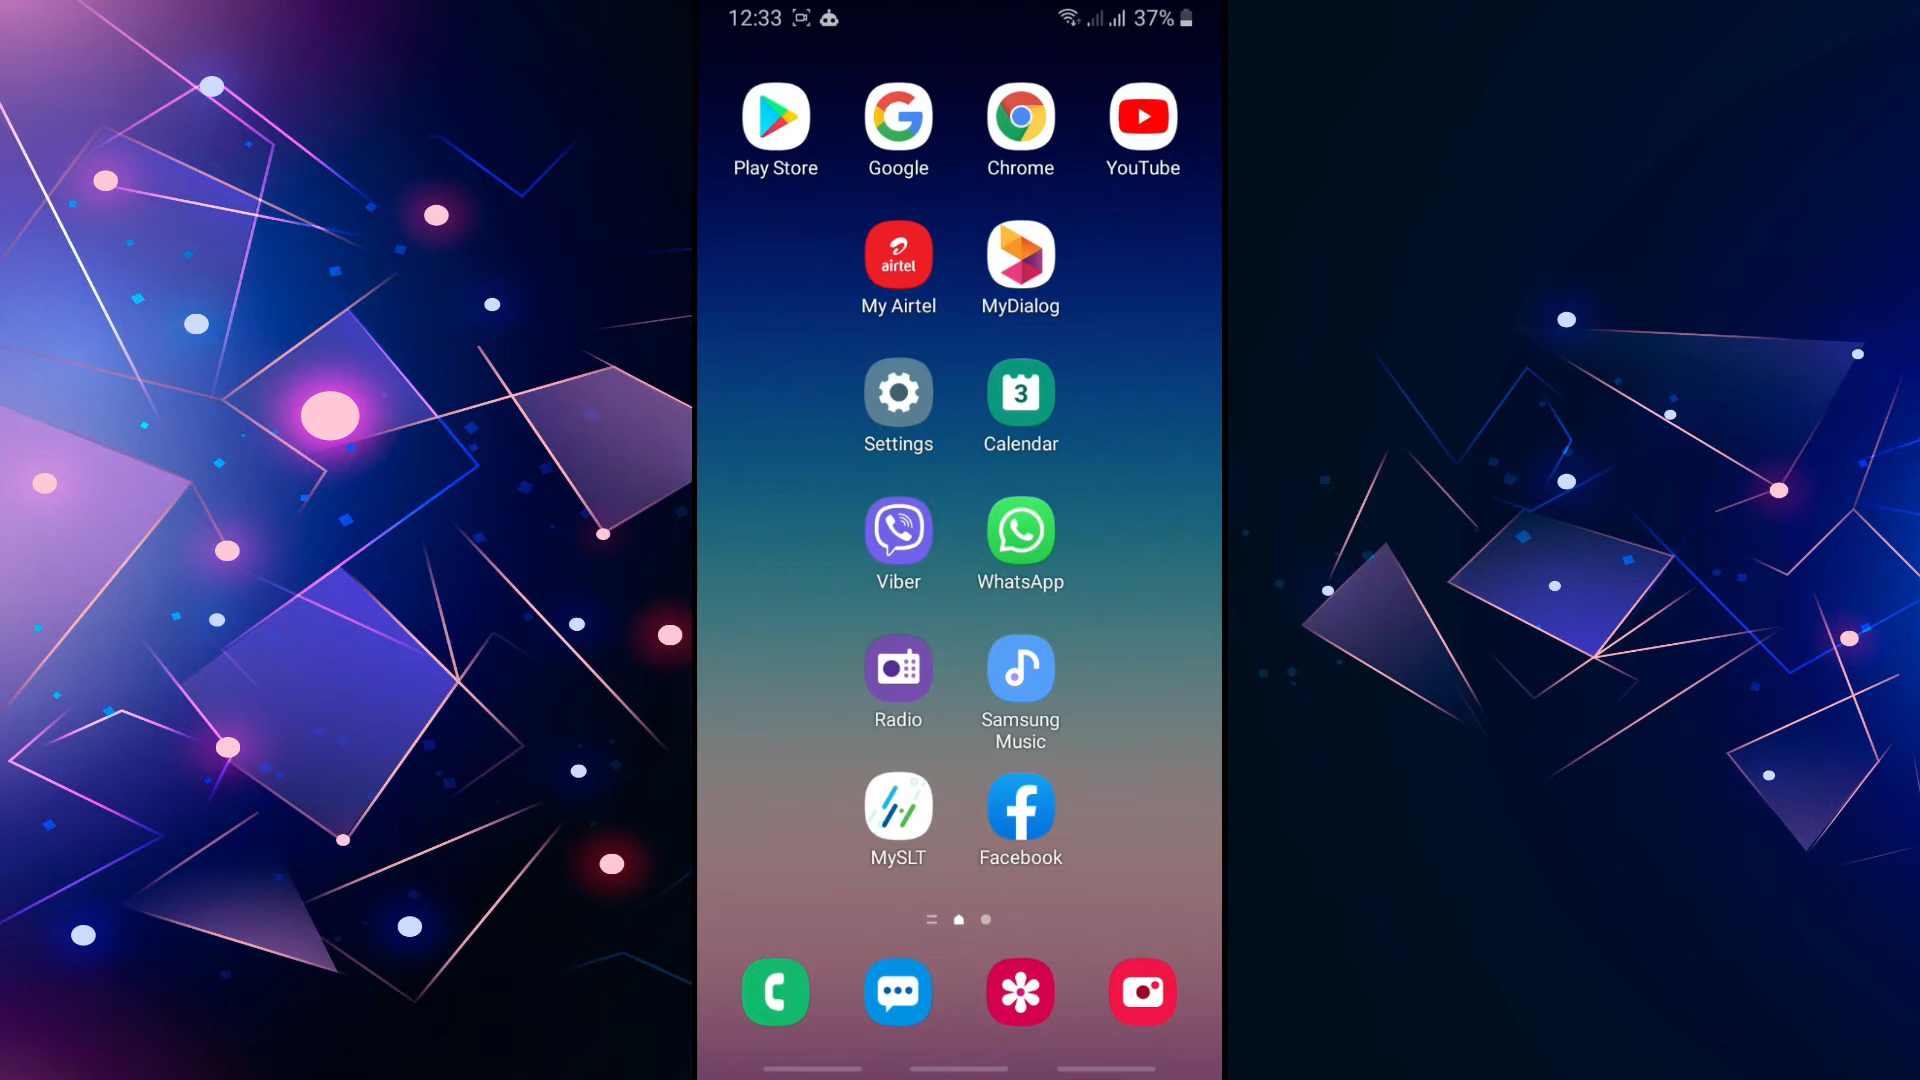 12:33
37%
Play Store
Google
Chrome
YouTube
airtel
My Airtel
MyDialog
3
Settings
Calendar
Viber
WhatsApp
Radio
Samsung
Music
MySLT
Facebook